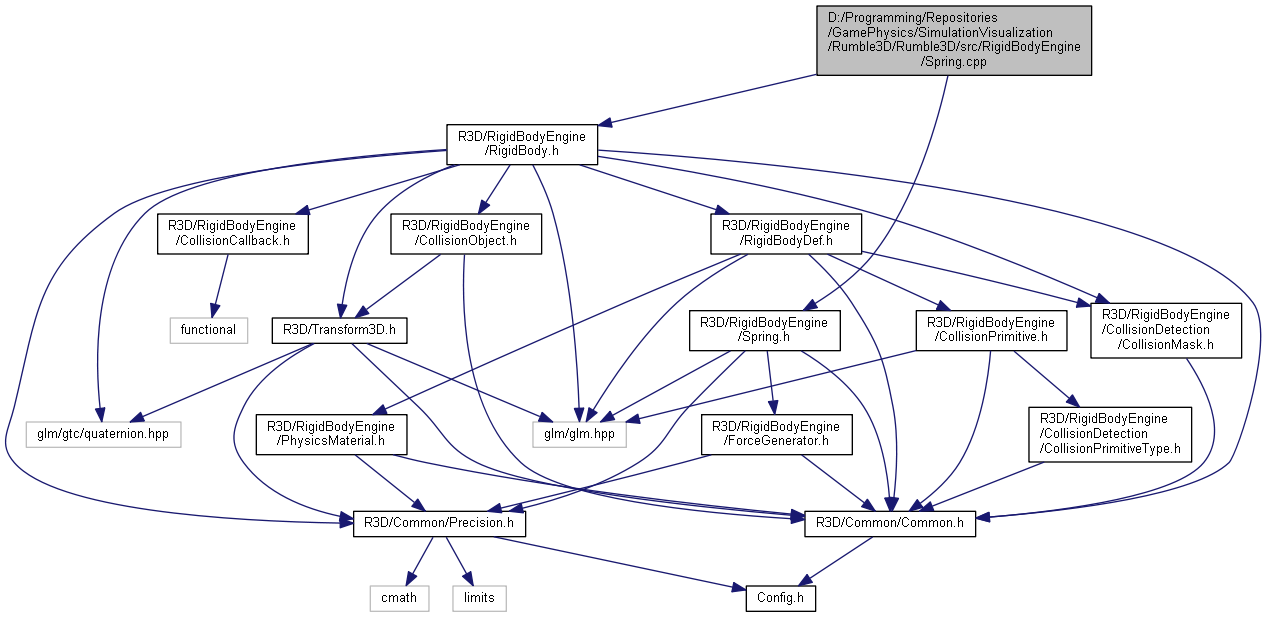 D:/Programming/Repositories
/GamePhysics/SimulationVisualization
/Rumble3D/Rumble3D/src/RigidBodyEngine
/Spring.cpp
R3D/RigidBodyEngine
/RigidBody.h
R3D/RigidBodyEngine
/CollisionCallback.h
R3D/RigidBodyEngine
/CollisionObject.h
R3D/RigidBodyEngine
/RigidBodyDef.h
functional
R3D/Transform3D.h
R3D/RigidBodyEngine
/Spring.h
R3D/RigidBodyEngine
/CollisionPrimitive.h
R3D/RigidBodyEngine
/CollisionDetection
/CollisionMask.h
glm/gtc/quaternion.hpp
R3D/RigidBodyEngine
/PhysicsMaterial.h
glm/glm.hpp
R3D/RigidBodyEngine
/ForceGenerator.h
R3D/RigidBodyEngine
/CollisionDetection
/CollisionPrimitiveType.h
R3D/Common/Precision.h
R3D/Common/Common.h
cmath
limits
Config.h